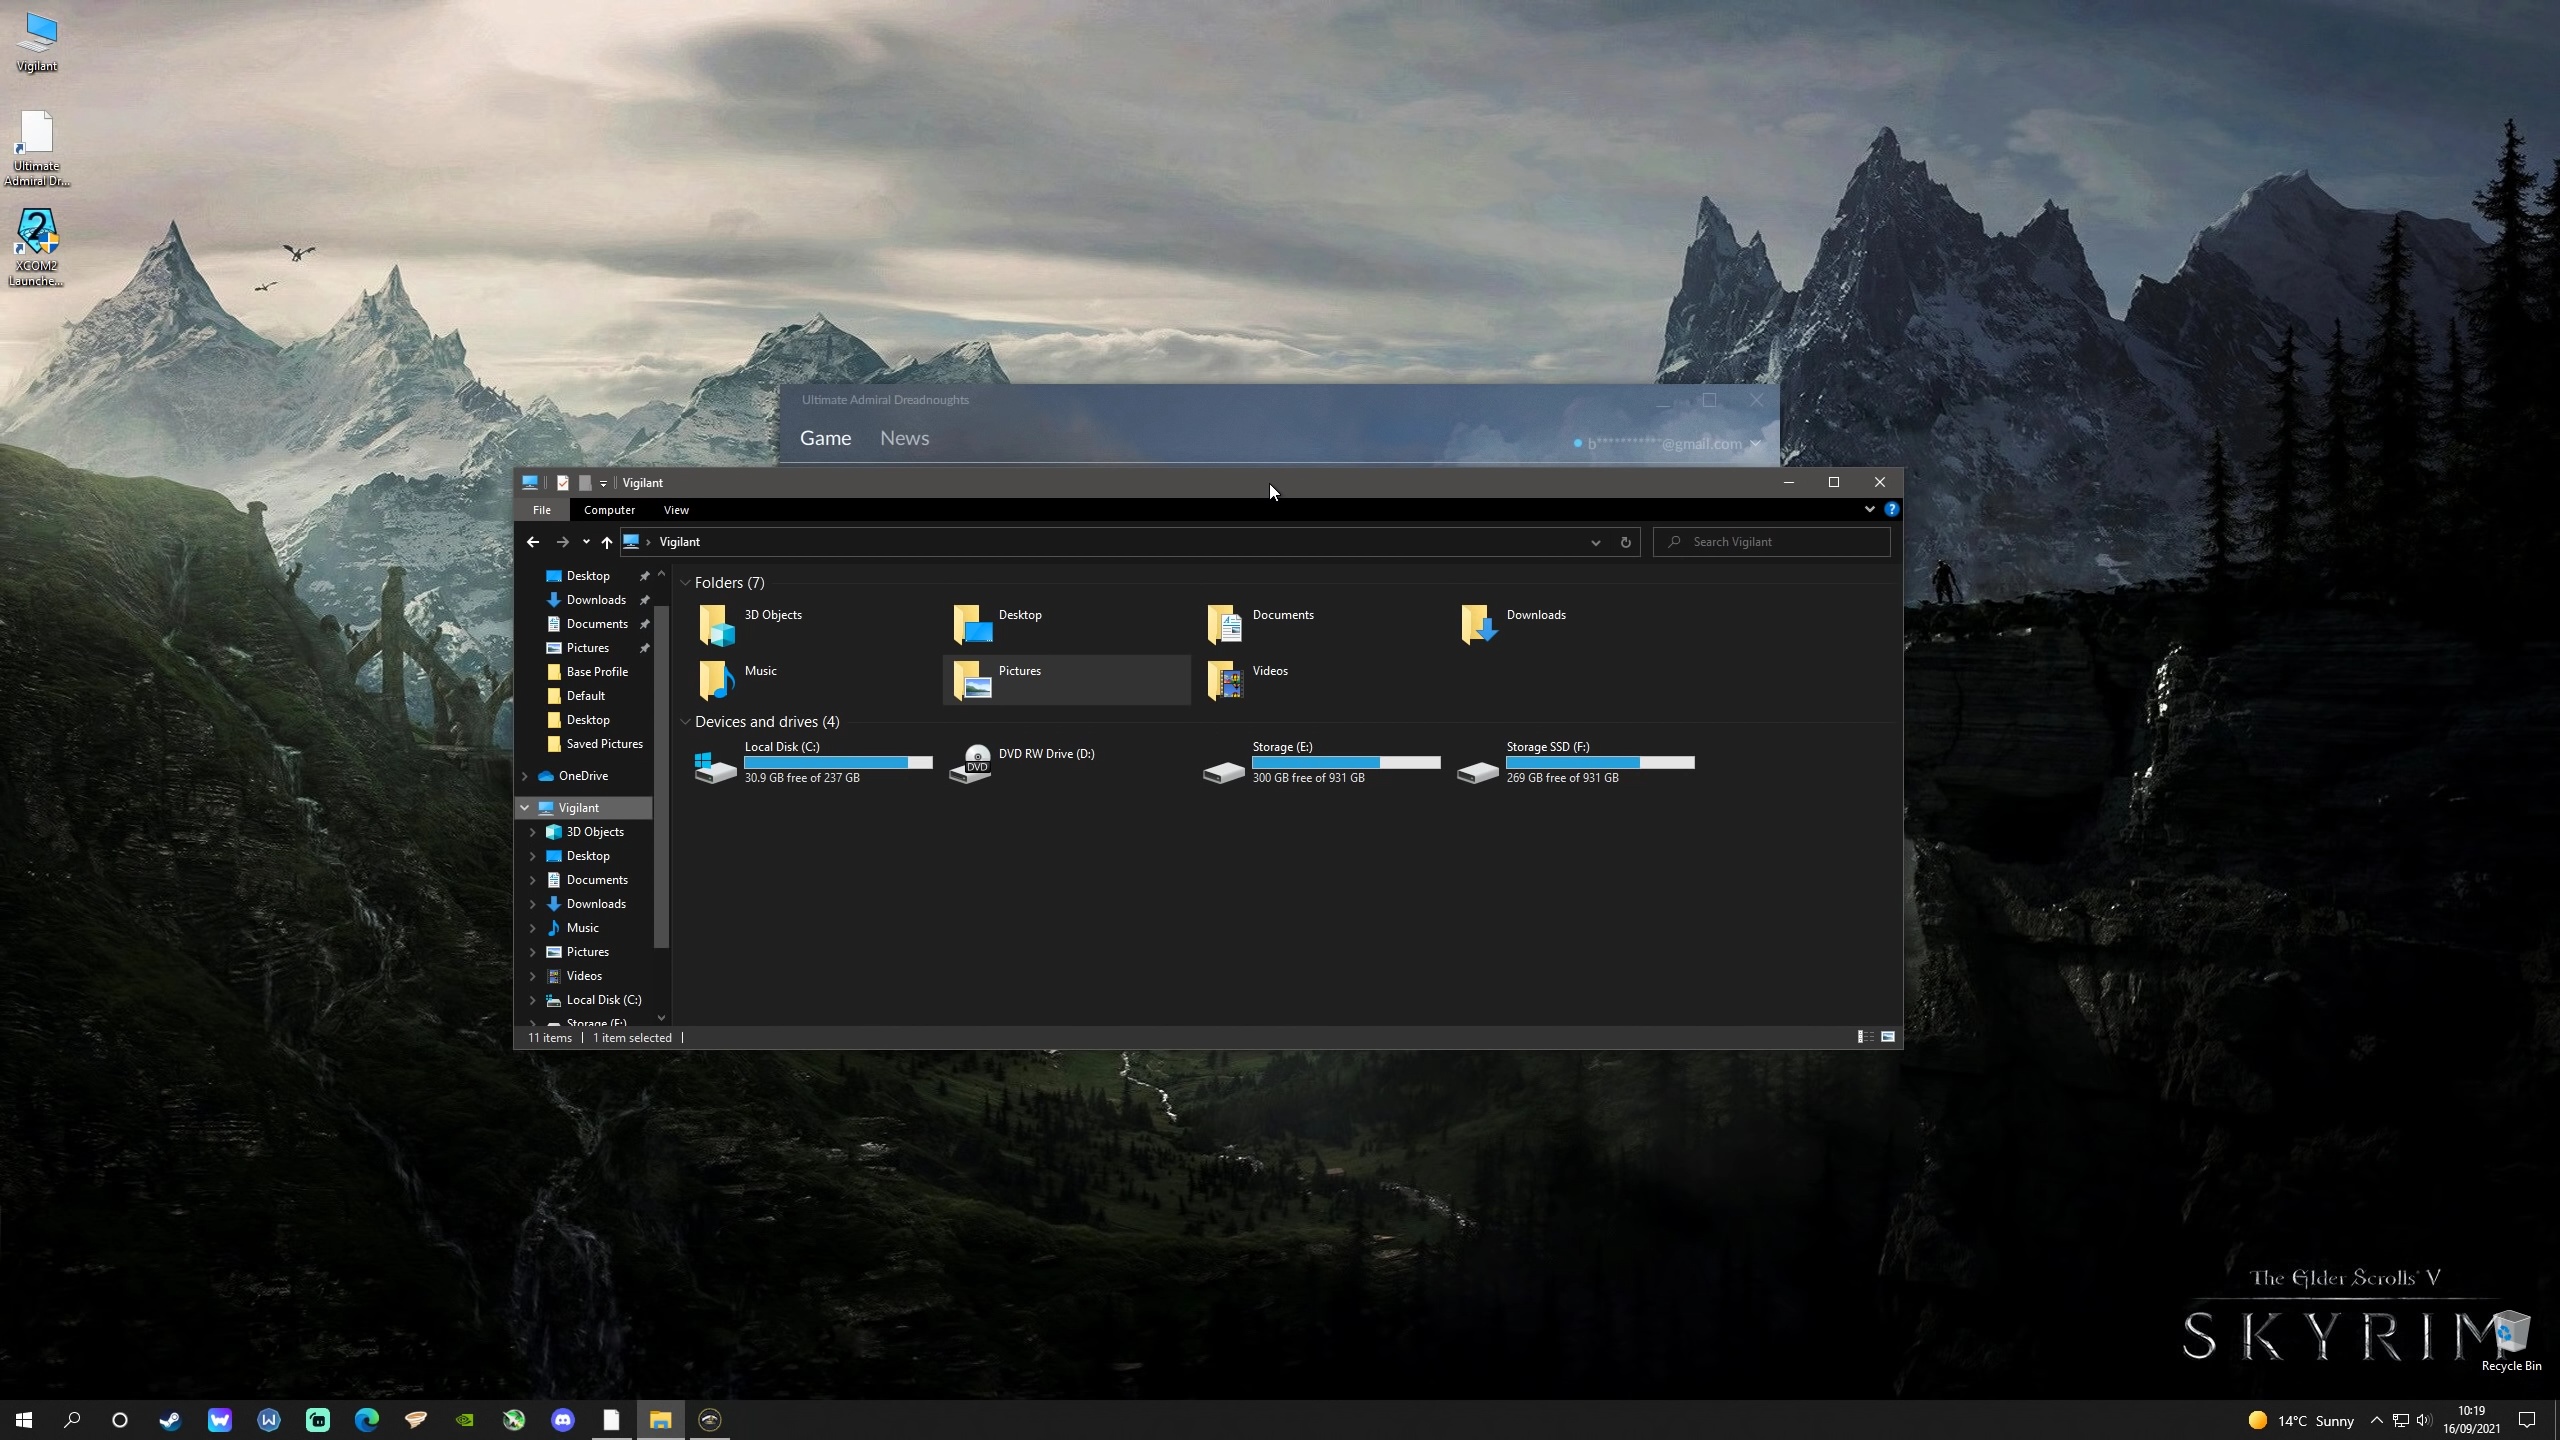 Vigilant
Ultimate
Admiral Dr...
2
XCOM2
Launche...
Ultimate Admiral Dreadnoughts
Game News
b***********@gmail.com
Vigilant
File Computer View
?
Vigilant
Search Vigilant
Desktop
Downloads
Documents
Pictures
Base Profile
Default
Desktop
Saved Pictures
OneDrive
Vigilant
3D Objects
Desktop
Documents
Downloads
Music
Pictures
Videos
Local Disk (C:)
Storage (E:)
Folders (7)
3D Objects
Desktop
Documents
Downloads
Music
Pictures
Videos
Devices and drives (4)
Local Disk (C:)
30.9 GB free of 237 GB
DVD
DVD RW Drive (D:)
Storage (E:)
300 GB free of 931 GB
Storage SSD (F:)
269 GB free of 931 GB
11 items 1 item selected
The Elder Scrolls V
SKYRIM
Recycle Bin
14°C Sunny
10:19
16/09/2021